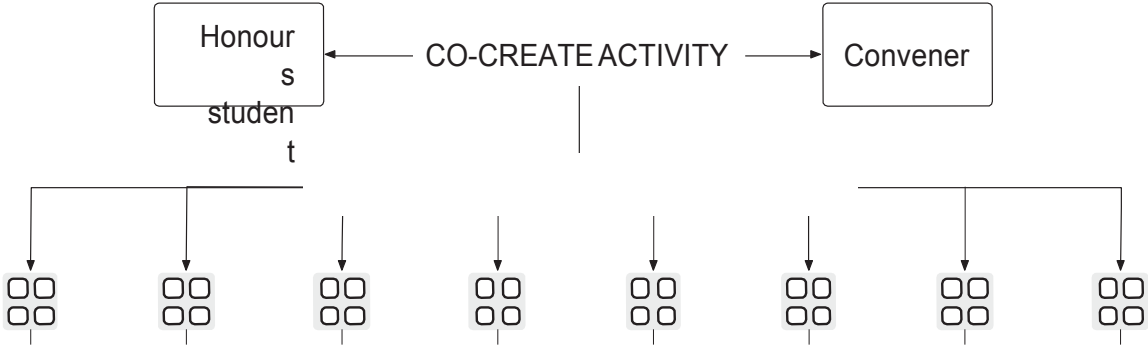 Honour
s
studen
t
CO-CREATE ACTIVITY
Convener